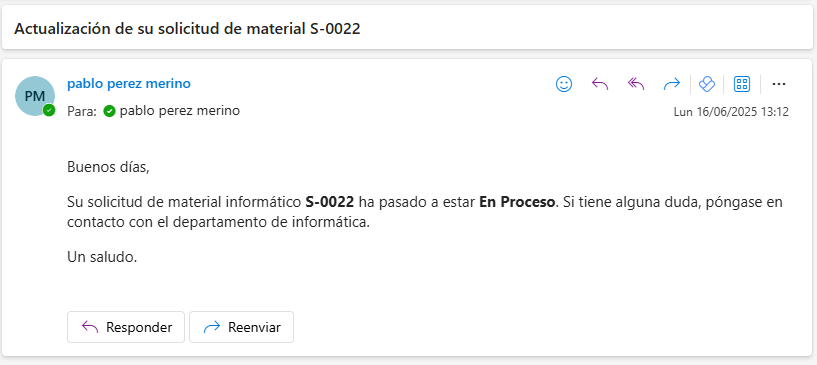 Actualización de su solicitud de material S-0022
PM
pablo perez merino
Para: pablo perez merino
Lun 16/06/2025 13:12
Buenos días,
Su solicitud de material informático S-0022 ha pasado a estar En Proceso. Si tiene alguna duda, póngase en
contacto con el departamento de informática.
Un saludo.
Responder
Reenviar